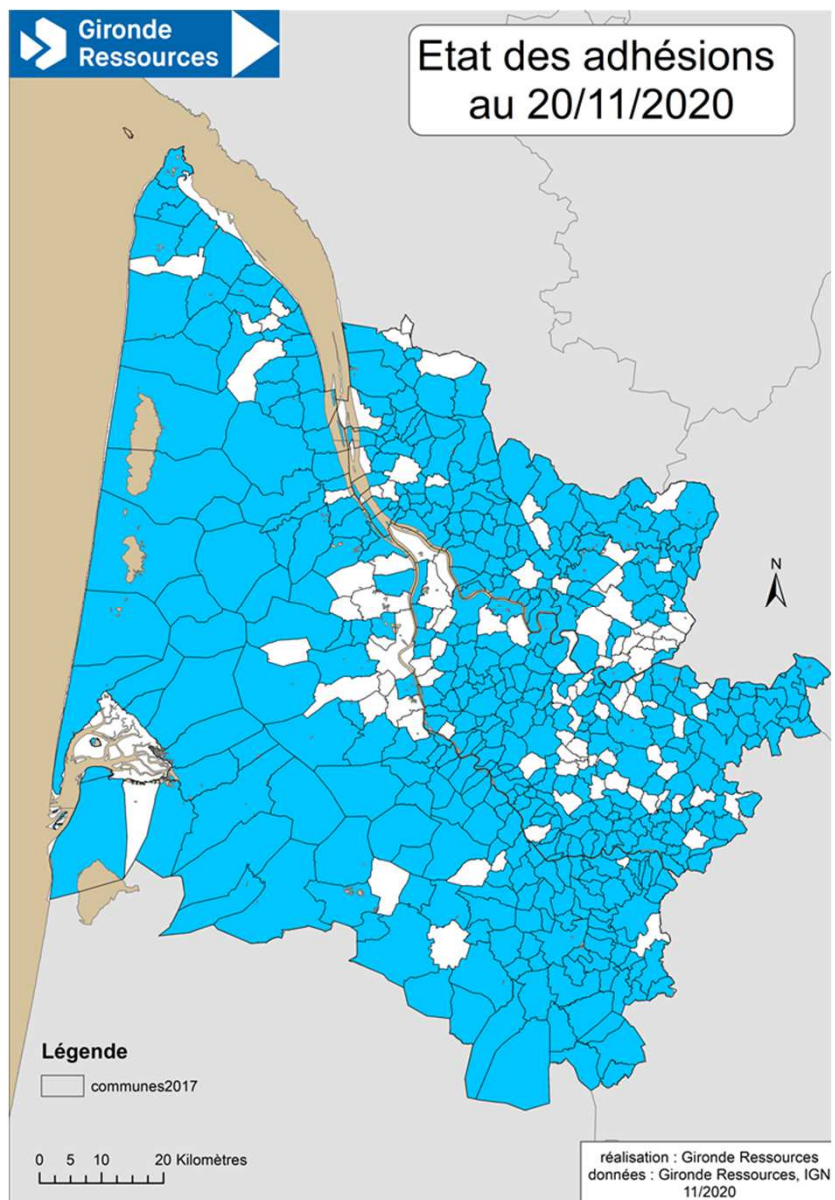 Gironde
Ressources
Etat des adhésions
au 20/11/2020
N
Légende
communes2017
0 5 10 20 Kilomètres
réalisation : Gironde Ressources
données : Gironde Ressources, IGN
11/2020